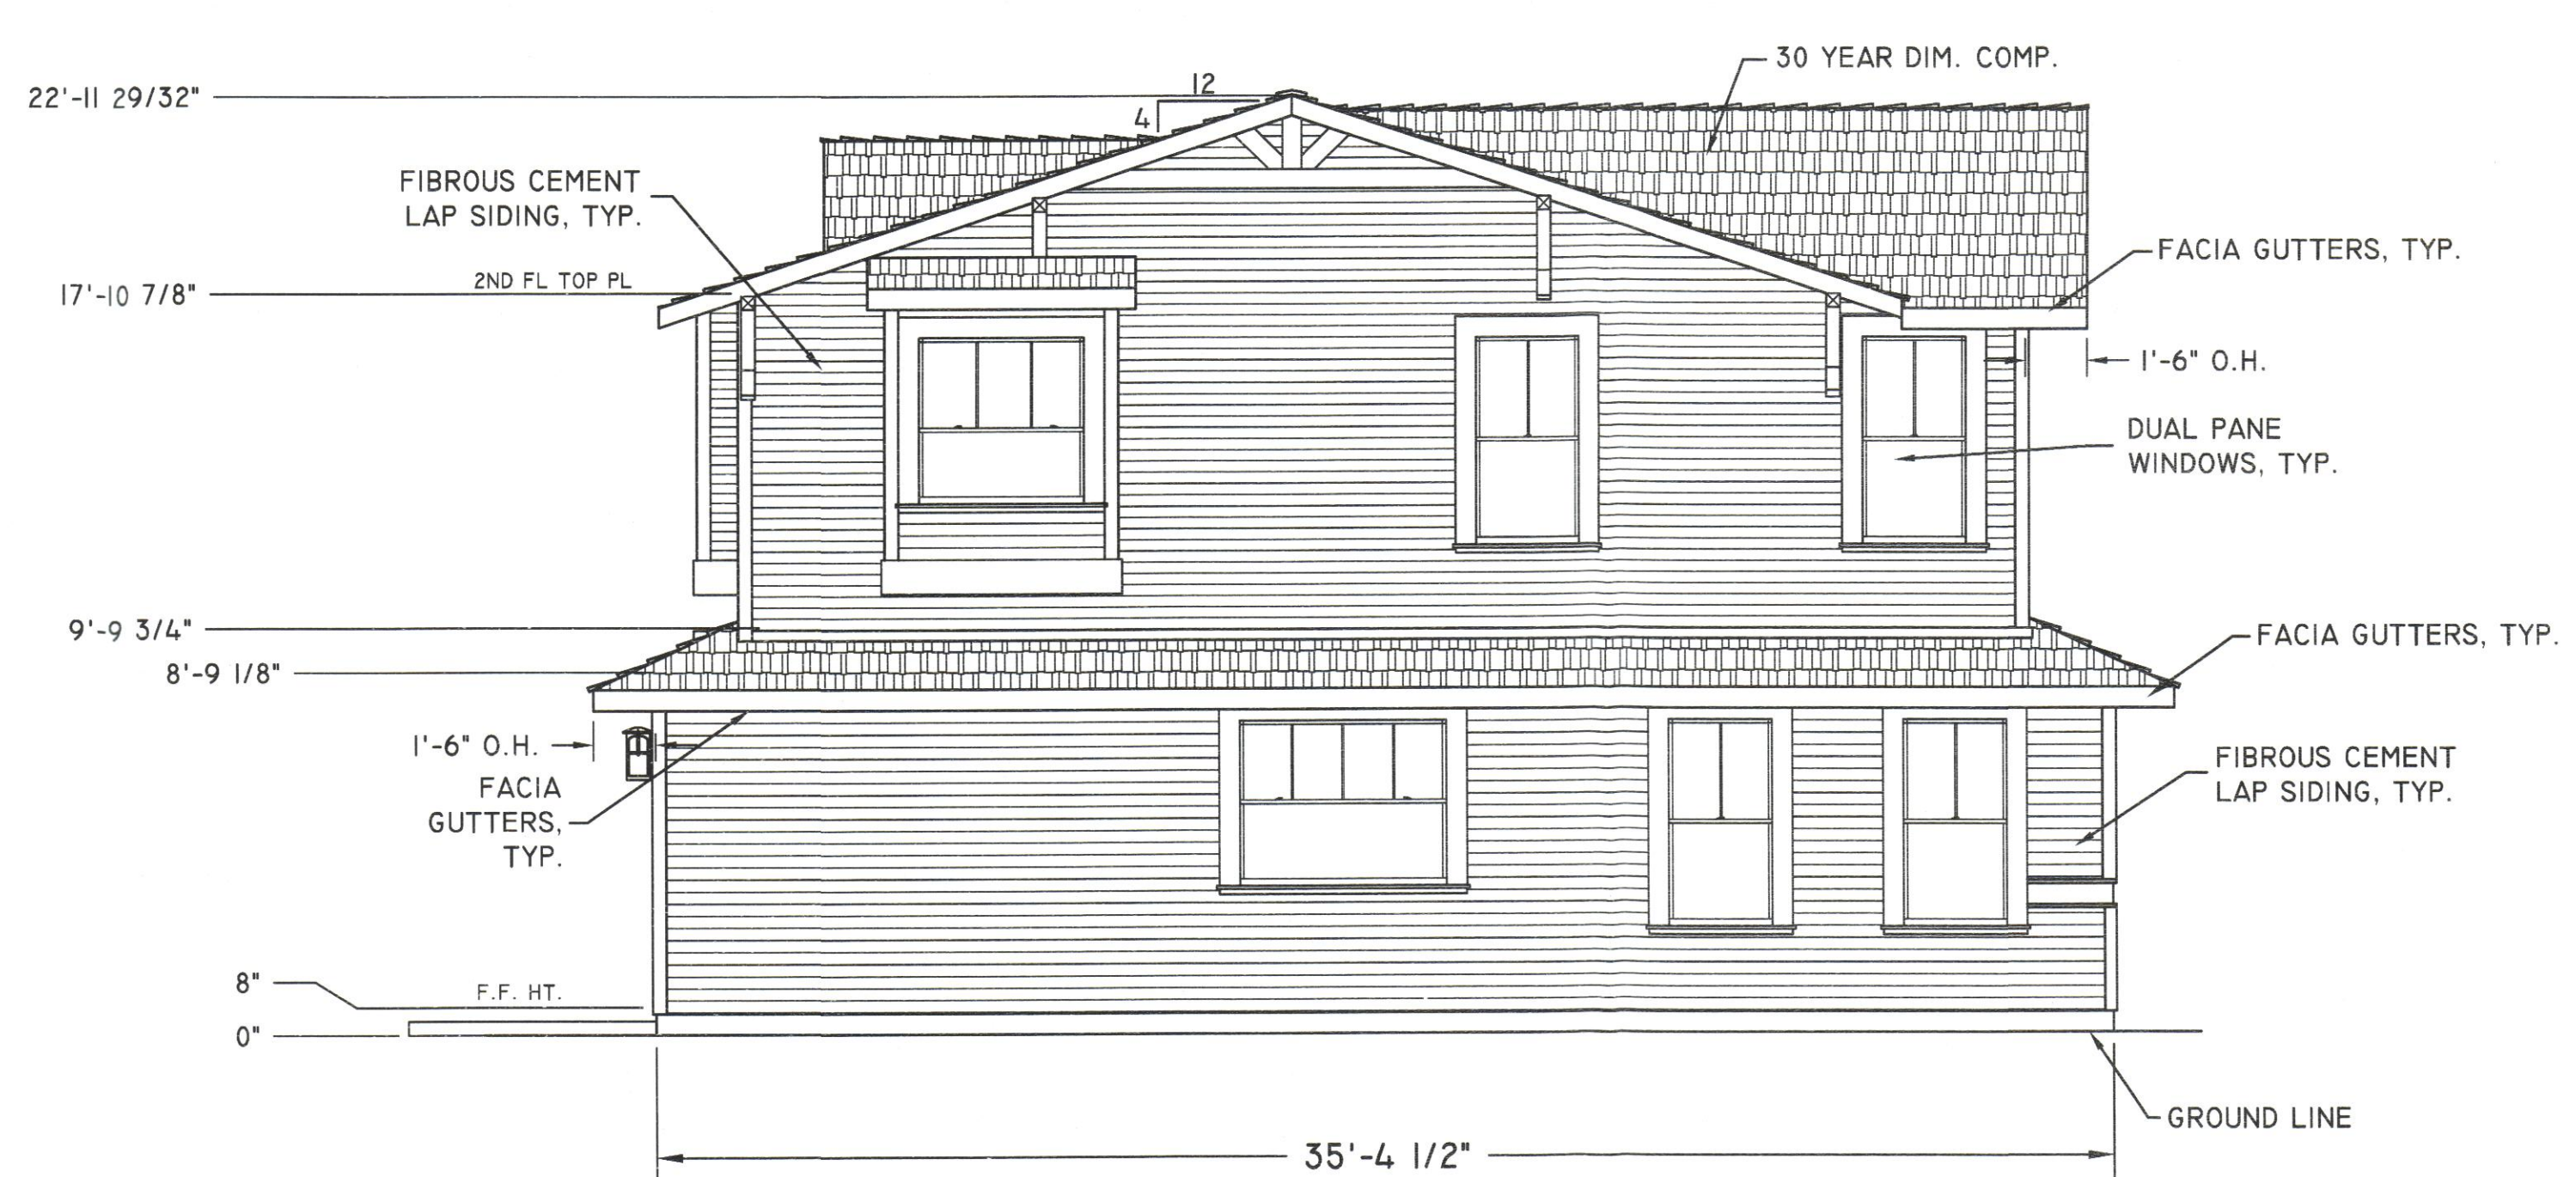 30 YEAR DIM. COMP.
12
4
22'-11 29/32"
FIBROUS CEMENT
LAP SIDING, TYP.
FACIA GUTTERS, TYP.
2ND FL TOP PL
17'-10 7/8"
1'-6" O.H.
DUAL PANE
WINDOWS, TYP.
9'-9 3/4"
FACIA GUTTERS, TYP.
8'-9 1/8"
1'-6" O.H.
FACIA
GUTTERS,
TYP.
FIBROUS CEMENT
LAP SIDING, TYP.
8"
F.F. HT.
0"
GROUND LINE
35'-4 1/2"